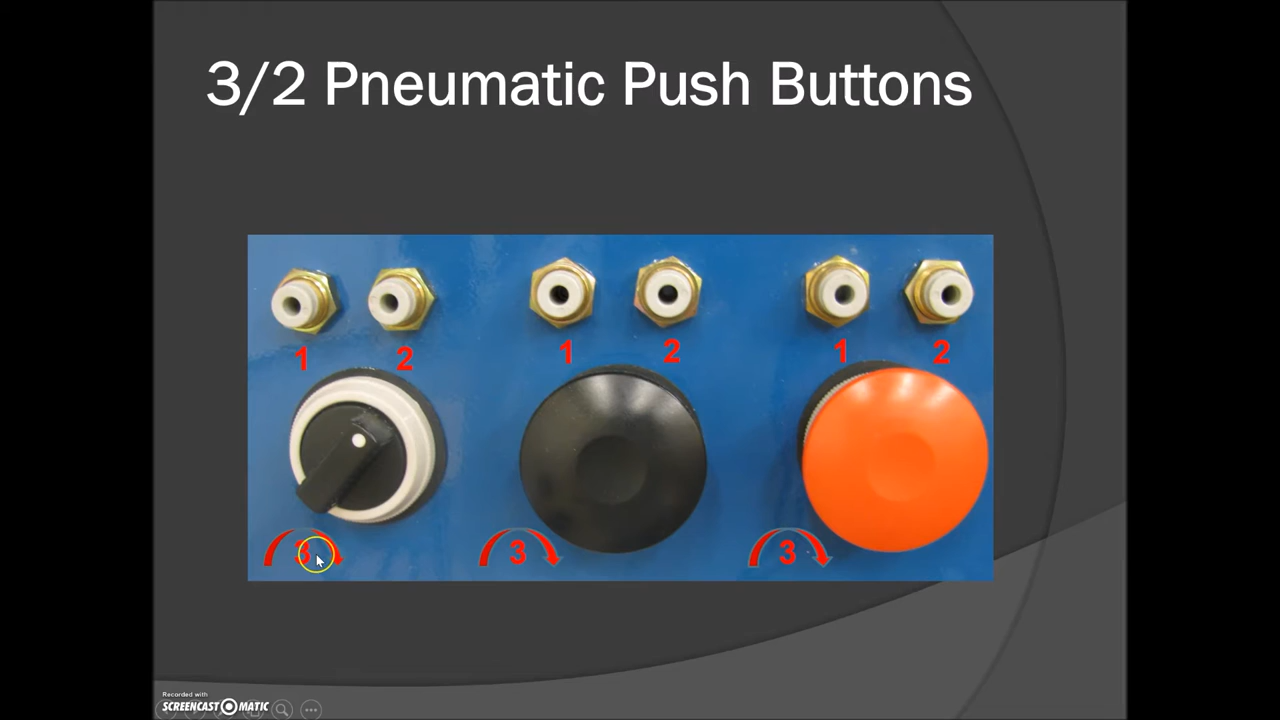 3/2 Pneumatic Push Buttons
1 2 1 2 1 2
3 3 3
Recorded with
SCREENCAST MATIC